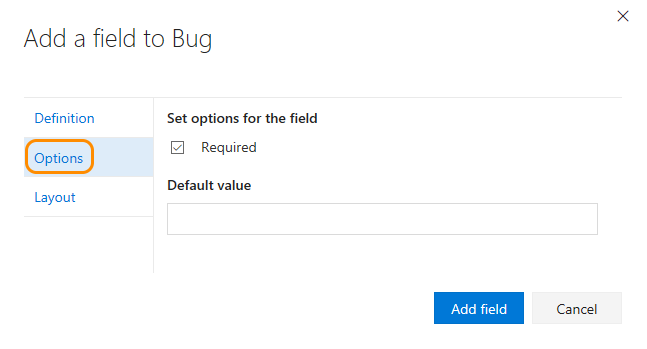 Add a field to Bug
Definition
Options
Layout
Set options for the field
Required
Default value
Add field
Cancel